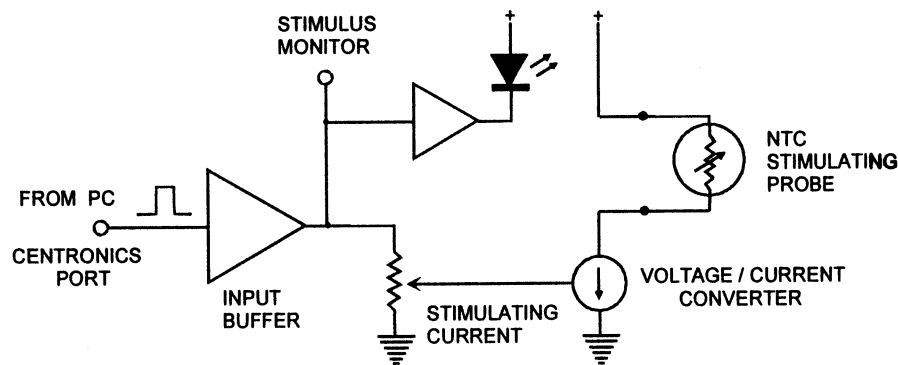 STIMULUS
MONITOR
+
+
NTC
STIMULATING
PROBE
FROM PC
CENTRONICS
PORT
INPUT
BUFFER
STIMULATING
CURRENT
VOLTAGE / CURRENT
CONVERTER